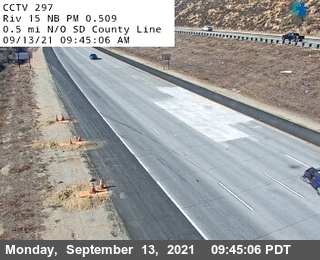 CCTV 297
Riv 15 NB PM 0.509
0.5 mi N/O SD County Line
09/13/21 09:45:06 AM
Monday, September 13, 2021 09:45:06 PDT